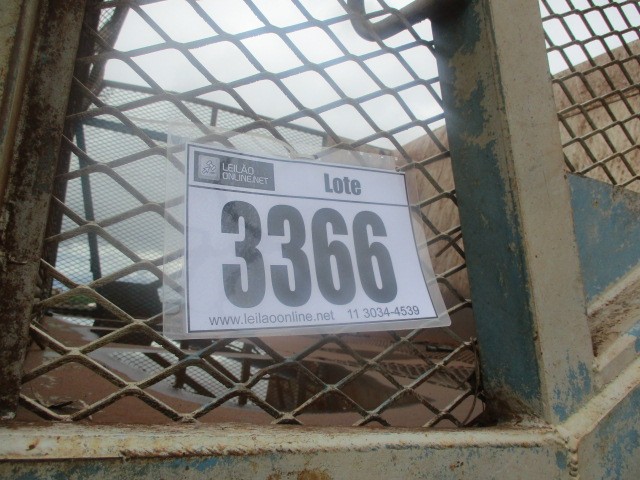 LEILÃO
ONLINE.NET
Lote
3366
www.leilaoonline.net 11 3034-4539